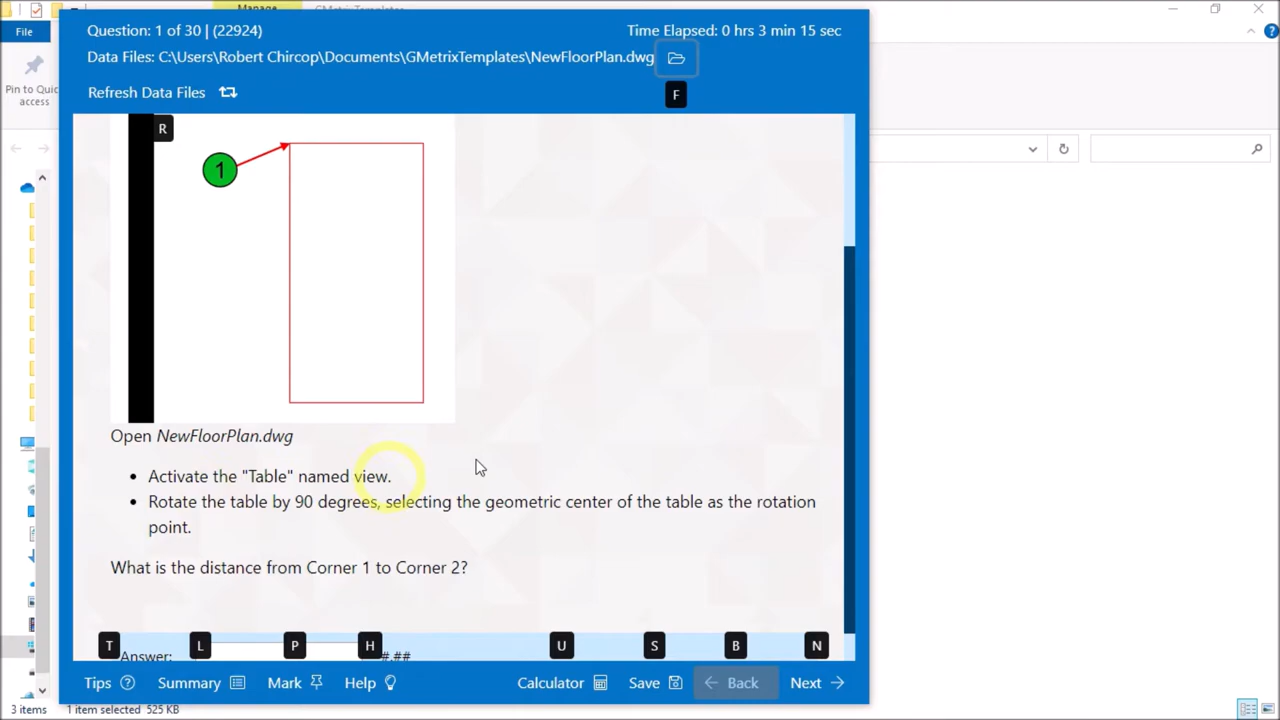 Manage
GMetrixTemplates
File
Question: 1 of 30 | (22924)
Time Elapsed: 0 hrs 3 min 15 sec
Data Files: C:\Users\Robert Chircop\Documents\GMetrixTemplates\NewFloorPlan.dwg
Pin to Quic
access
Refresh Data Files
F
R
1
Open NewFloorPlan.dwg
• Activate the "Table" named view.
• Rotate the table by 90 degrees, selecting the geometric center of the table as the rotation
point.
What is the distance from Corner 1 to Corner 2?
T L P H U S B N
Answer: #.##
Tips Summary Mark Help Calculator Save Back Next
3 items 1 item selected 525 KB